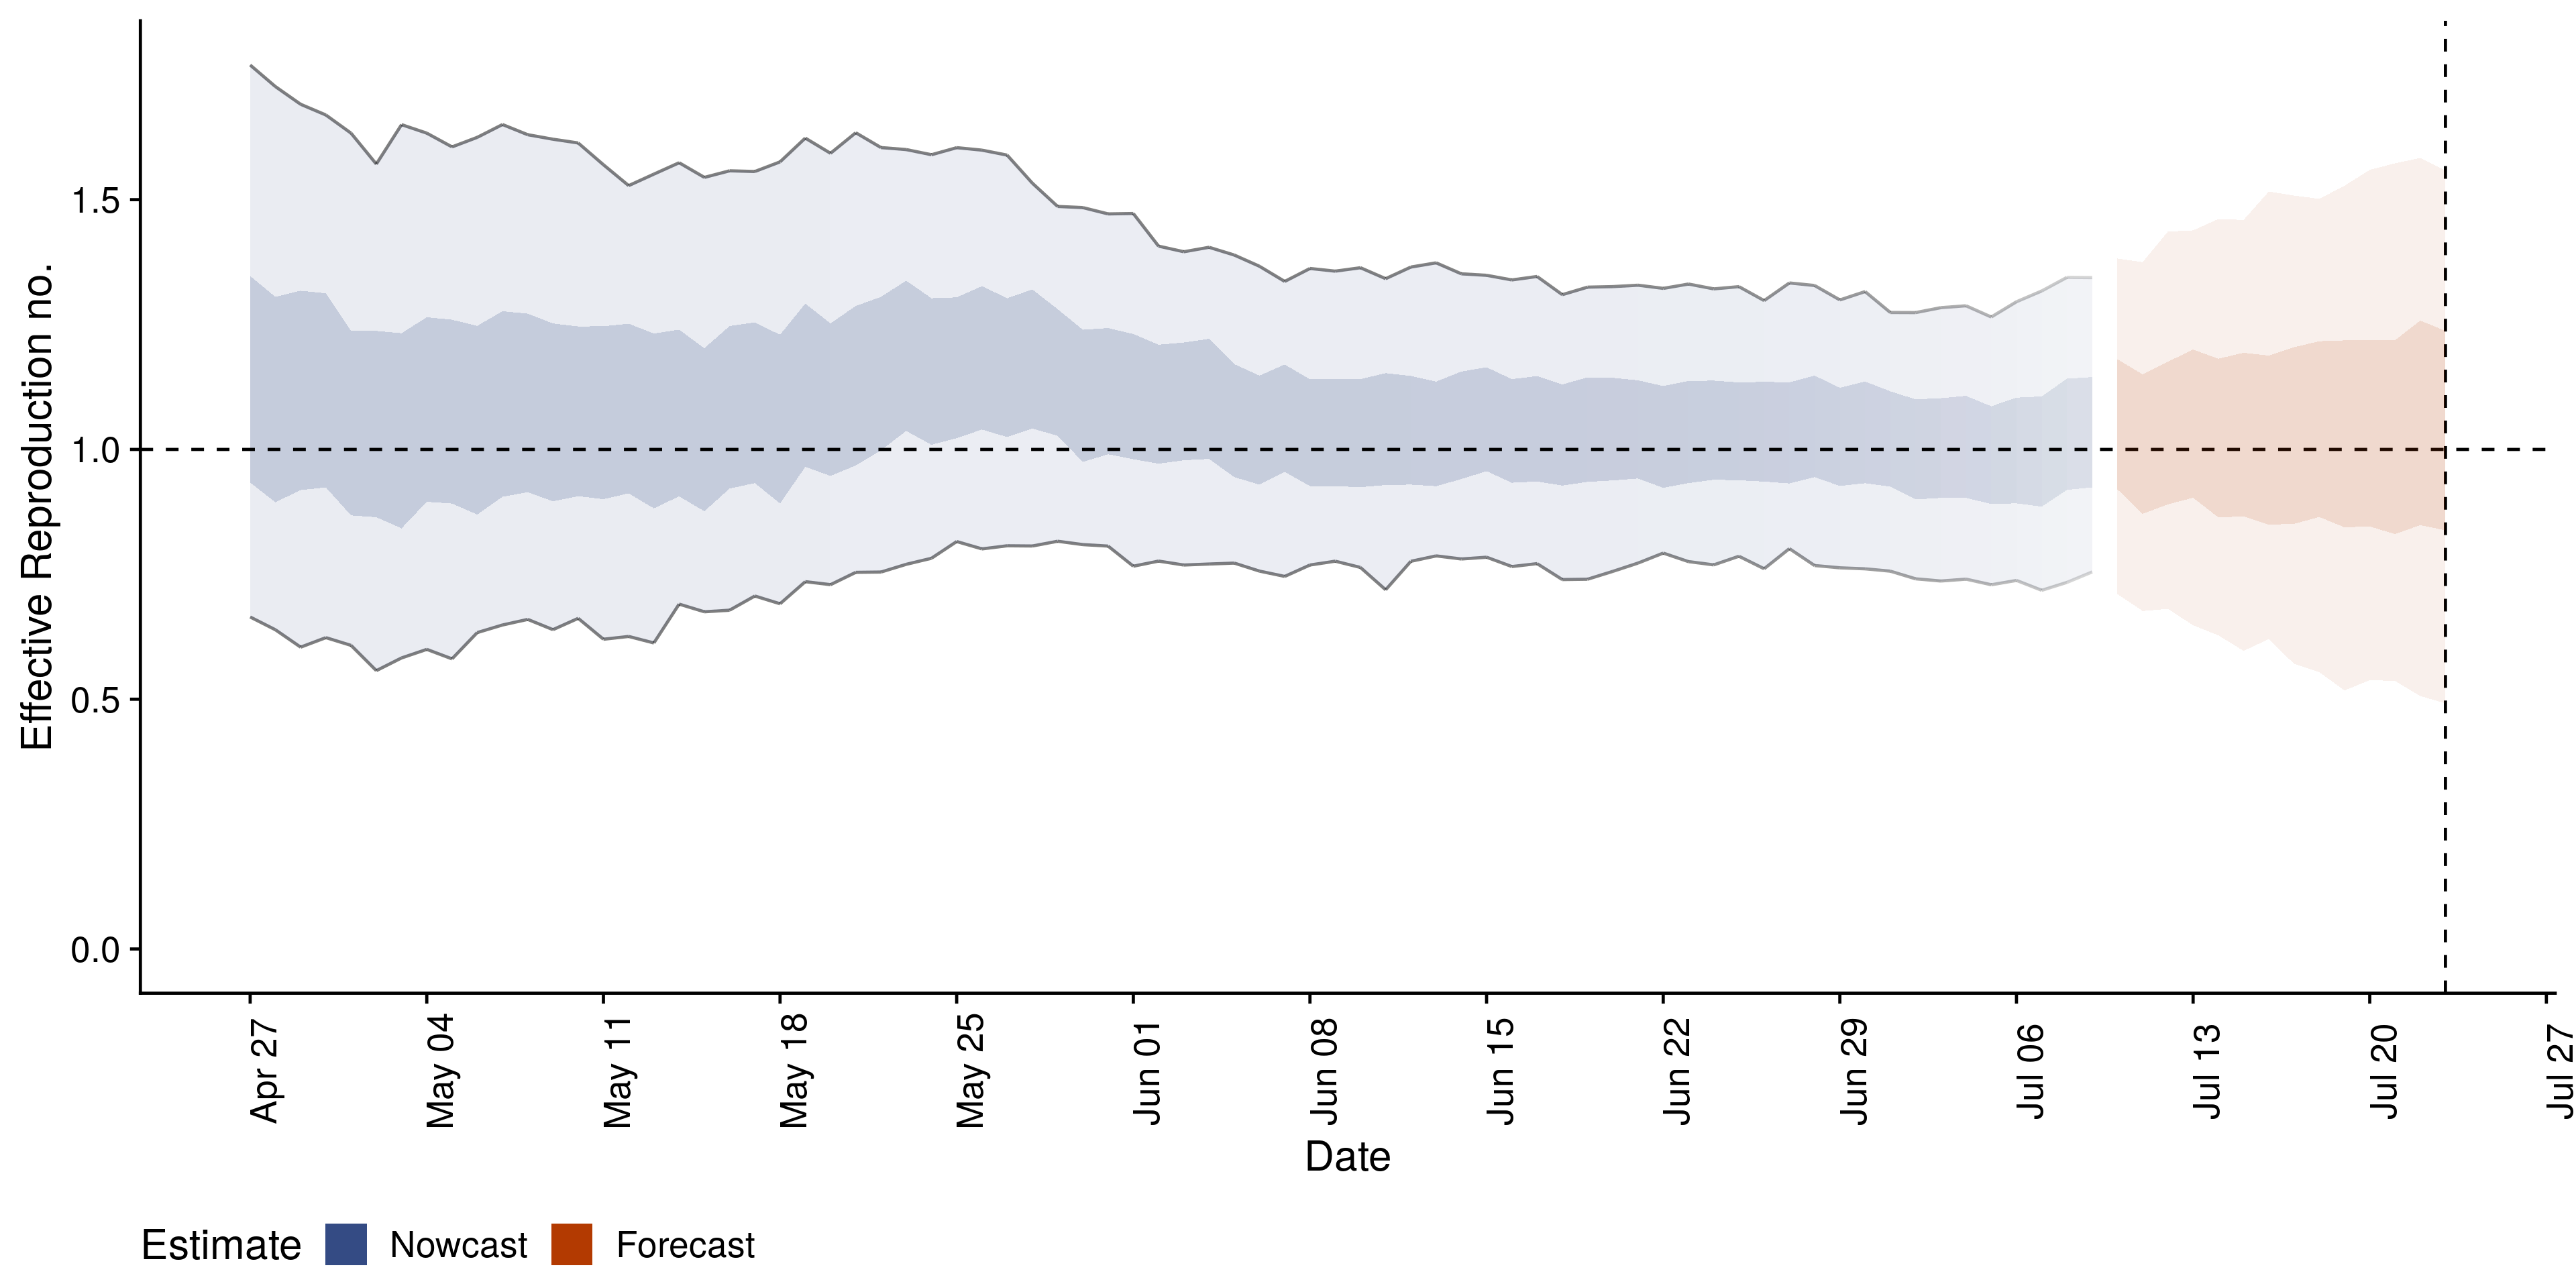 Effective Reproduction no.
1.5
1.0
0.5
0.0
Apr 27
May 04
May 11
May 18
May 25
Jun 01
Jun 08
Jun 15
Jun 22
Jun 29
Jul 06
Jul 13
Jul 20
Jul 27
Date
Estimate Nowcast Forecast